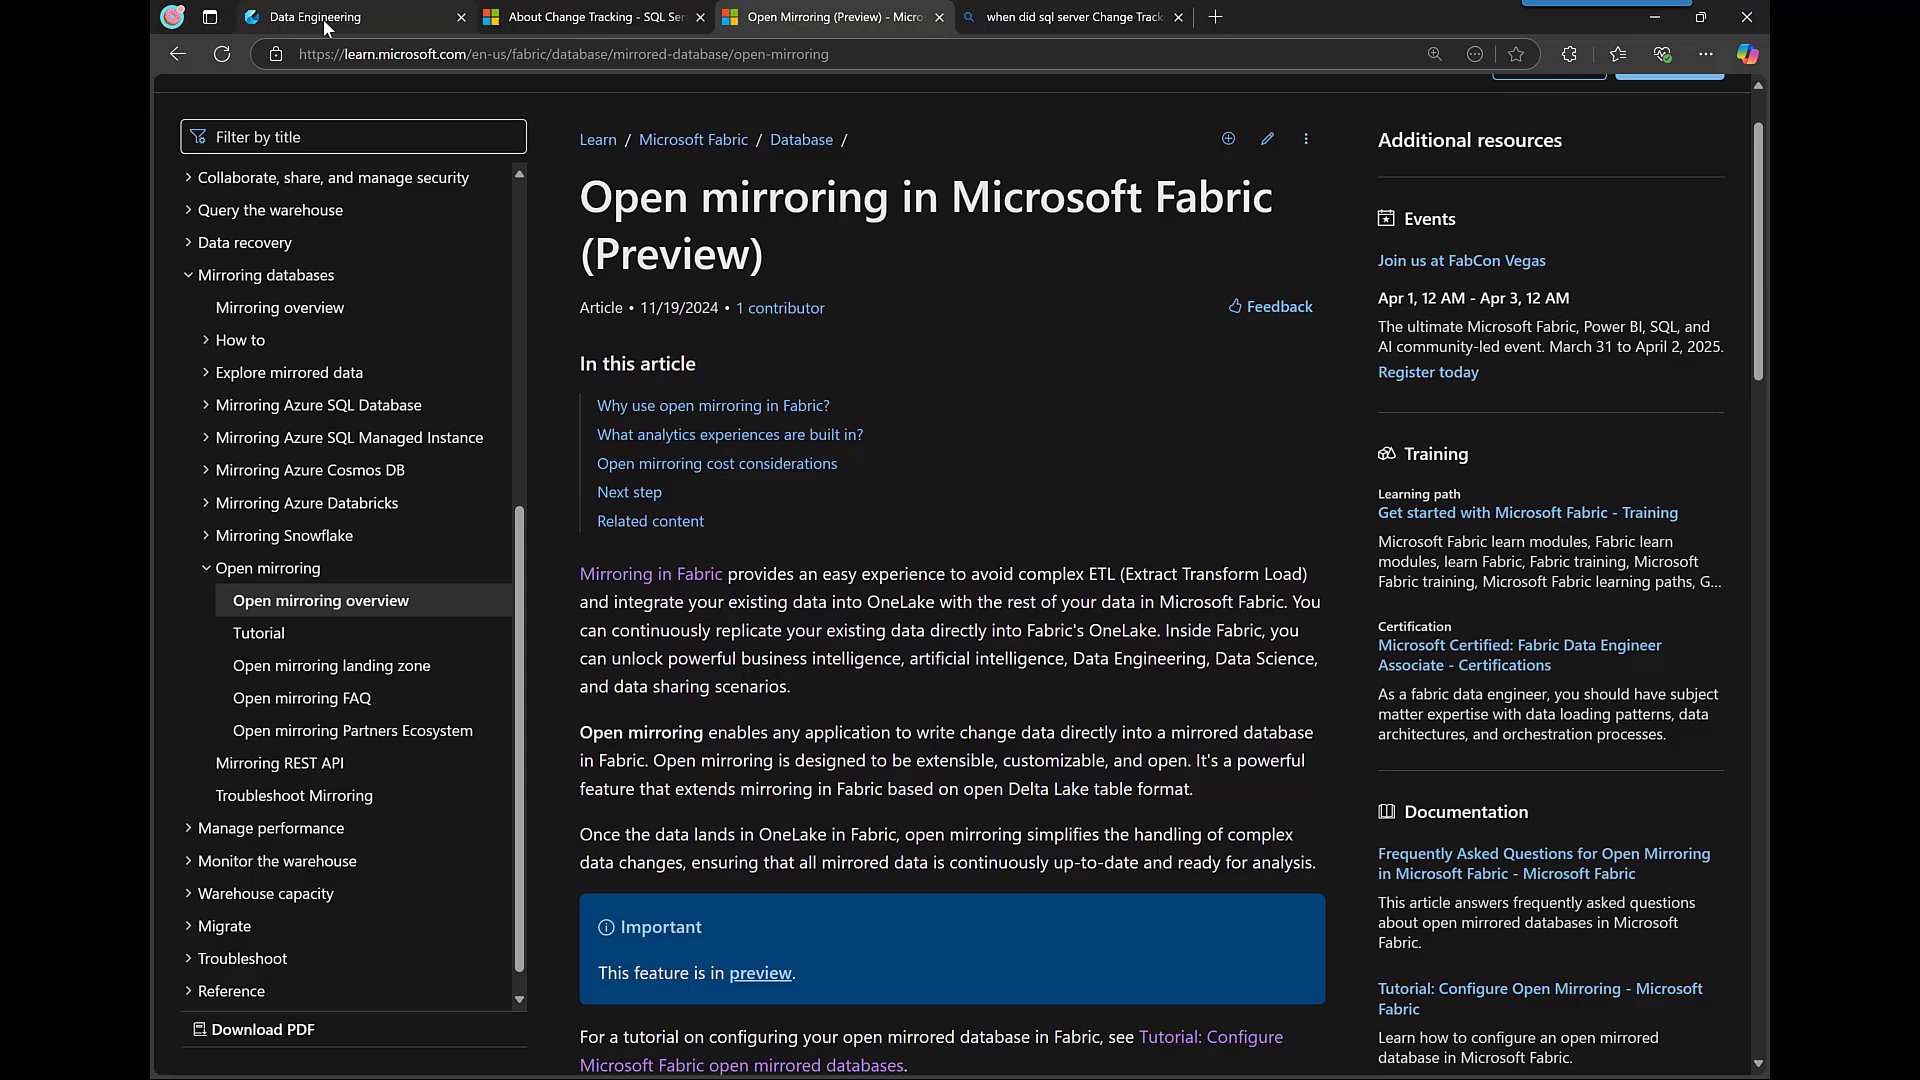 Data Engineering
About Change Tracking - SQL Ser
Open Mirroring (Preview) - Micros
when did sql server Change Track
https://learn.microsoft.com/en-us/fabric/database/mirrored-database/open-mirroring
Filter by title
Collaborate, share, and manage security
Query the warehouse
Data recovery
Mirroring databases
Mirroring overview
How to
Explore mirrored data
Mirroring Azure SQL Database
Mirroring Azure SQL Managed Instance
Mirroring Azure Cosmos DB
Mirroring Azure Databricks
Mirroring Snowflake
Open mirroring
Open mirroring overview
Tutorial
Open mirroring landing zone
Open mirroring FAQ
Open mirroring Partners Ecosystem
Mirroring REST API
Troubleshoot Mirroring
Manage performance
Monitor the warehouse
Warehouse capacity
Migrate
Troubleshoot
Reference
Download PDF
Learn / Microsoft Fabric / Database /
Open mirroring in Microsoft Fabric
(Preview)
Article • 11/19/2024 • 1 contributor
Feedback
In this article
Why use open mirroring in Fabric?
What analytics experiences are built in?
Open mirroring cost considerations
Next step
Related content
Mirroring in Fabric provides an easy experience to avoid complex ETL (Extract Transform Load)
and integrate your existing data into OneLake with the rest of your data in Microsoft Fabric. You
can continuously replicate your existing data directly into Fabric's OneLake. Inside Fabric, you
can unlock powerful business intelligence, artificial intelligence, Data Engineering, Data Science,
and data sharing scenarios.
Open mirroring enables any application to write change data directly into a mirrored database
in Fabric. Open mirroring is designed to be extensible, customizable, and open. It's a powerful
feature that extends mirroring in Fabric based on open Delta Lake table format.
Once the data lands in OneLake in Fabric, open mirroring simplifies the handling of complex
data changes, ensuring that all mirrored data is continuously up-to-date and ready for analysis.
Important
This feature is in preview.
For a tutorial on configuring your open mirrored database in Fabric, see Tutorial: Configure
Microsoft Fabric open mirrored databases.
Additional resources
Events
Join us at FabCon Vegas
Apr 1, 12 AM - Apr 3, 12 AM
The ultimate Microsoft Fabric, Power BI, SQL, and
AI community-led event. March 31 to April 2, 2025.
Register today
Training
Learning path
Get started with Microsoft Fabric - Training
Microsoft Fabric learn modules, Fabric learn
modules, learn Fabric, Fabric training, Microsoft
Fabric training, Microsoft Fabric learning paths, G...
Certification
Microsoft Certified: Fabric Data Engineer
Associate - Certifications
As a fabric data engineer, you should have subject
matter expertise with data loading patterns, data
architectures, and orchestration processes.
Documentation
Frequently Asked Questions for Open Mirroring
in Microsoft Fabric - Microsoft Fabric
This article answers frequently asked questions
about open mirrored databases in Microsoft
Fabric.
Tutorial: Configure Open Mirroring - Microsoft
Fabric
Learn how to configure an open mirrored
database in Microsoft Fabric.